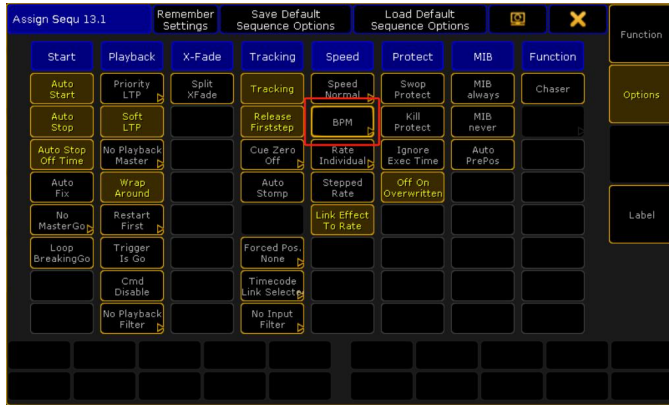 Assign Sequ 13.1
Remember
Settings
Save Default
Sequence Options
Load Default
Sequence Options
Function
Start
Playback
X-Fade
Tracking
Speed
Protect
MIB
Function
Auto
Start
Priority
LTP
Split
XFade
Tracking
Speed
Normal
Swop
Protect
MIB
always
Chaser
Options
Auto
Stop
Soft
LTP
Release
Firststep
BPM
Kill
Protect
MIB
never
Auto Stop
Off Time
No Playback
Master
Cue Zero
Off
Rate
Individual
Ignore
Exec Time
Auto
PrePos
Auto
Fix
Wrap
Around
Auto
Stomp
Stepped
Rate
Off On
Overwritten
No
MasterGo
Restart
First
Link Effect
To Rate
Label
Loop
BreakingGo
Trigger
Is Go
Forced Pos.
None
Cmd
Disable
Timecode
Link Selecte
No Playback
Filter
No Input
Filter